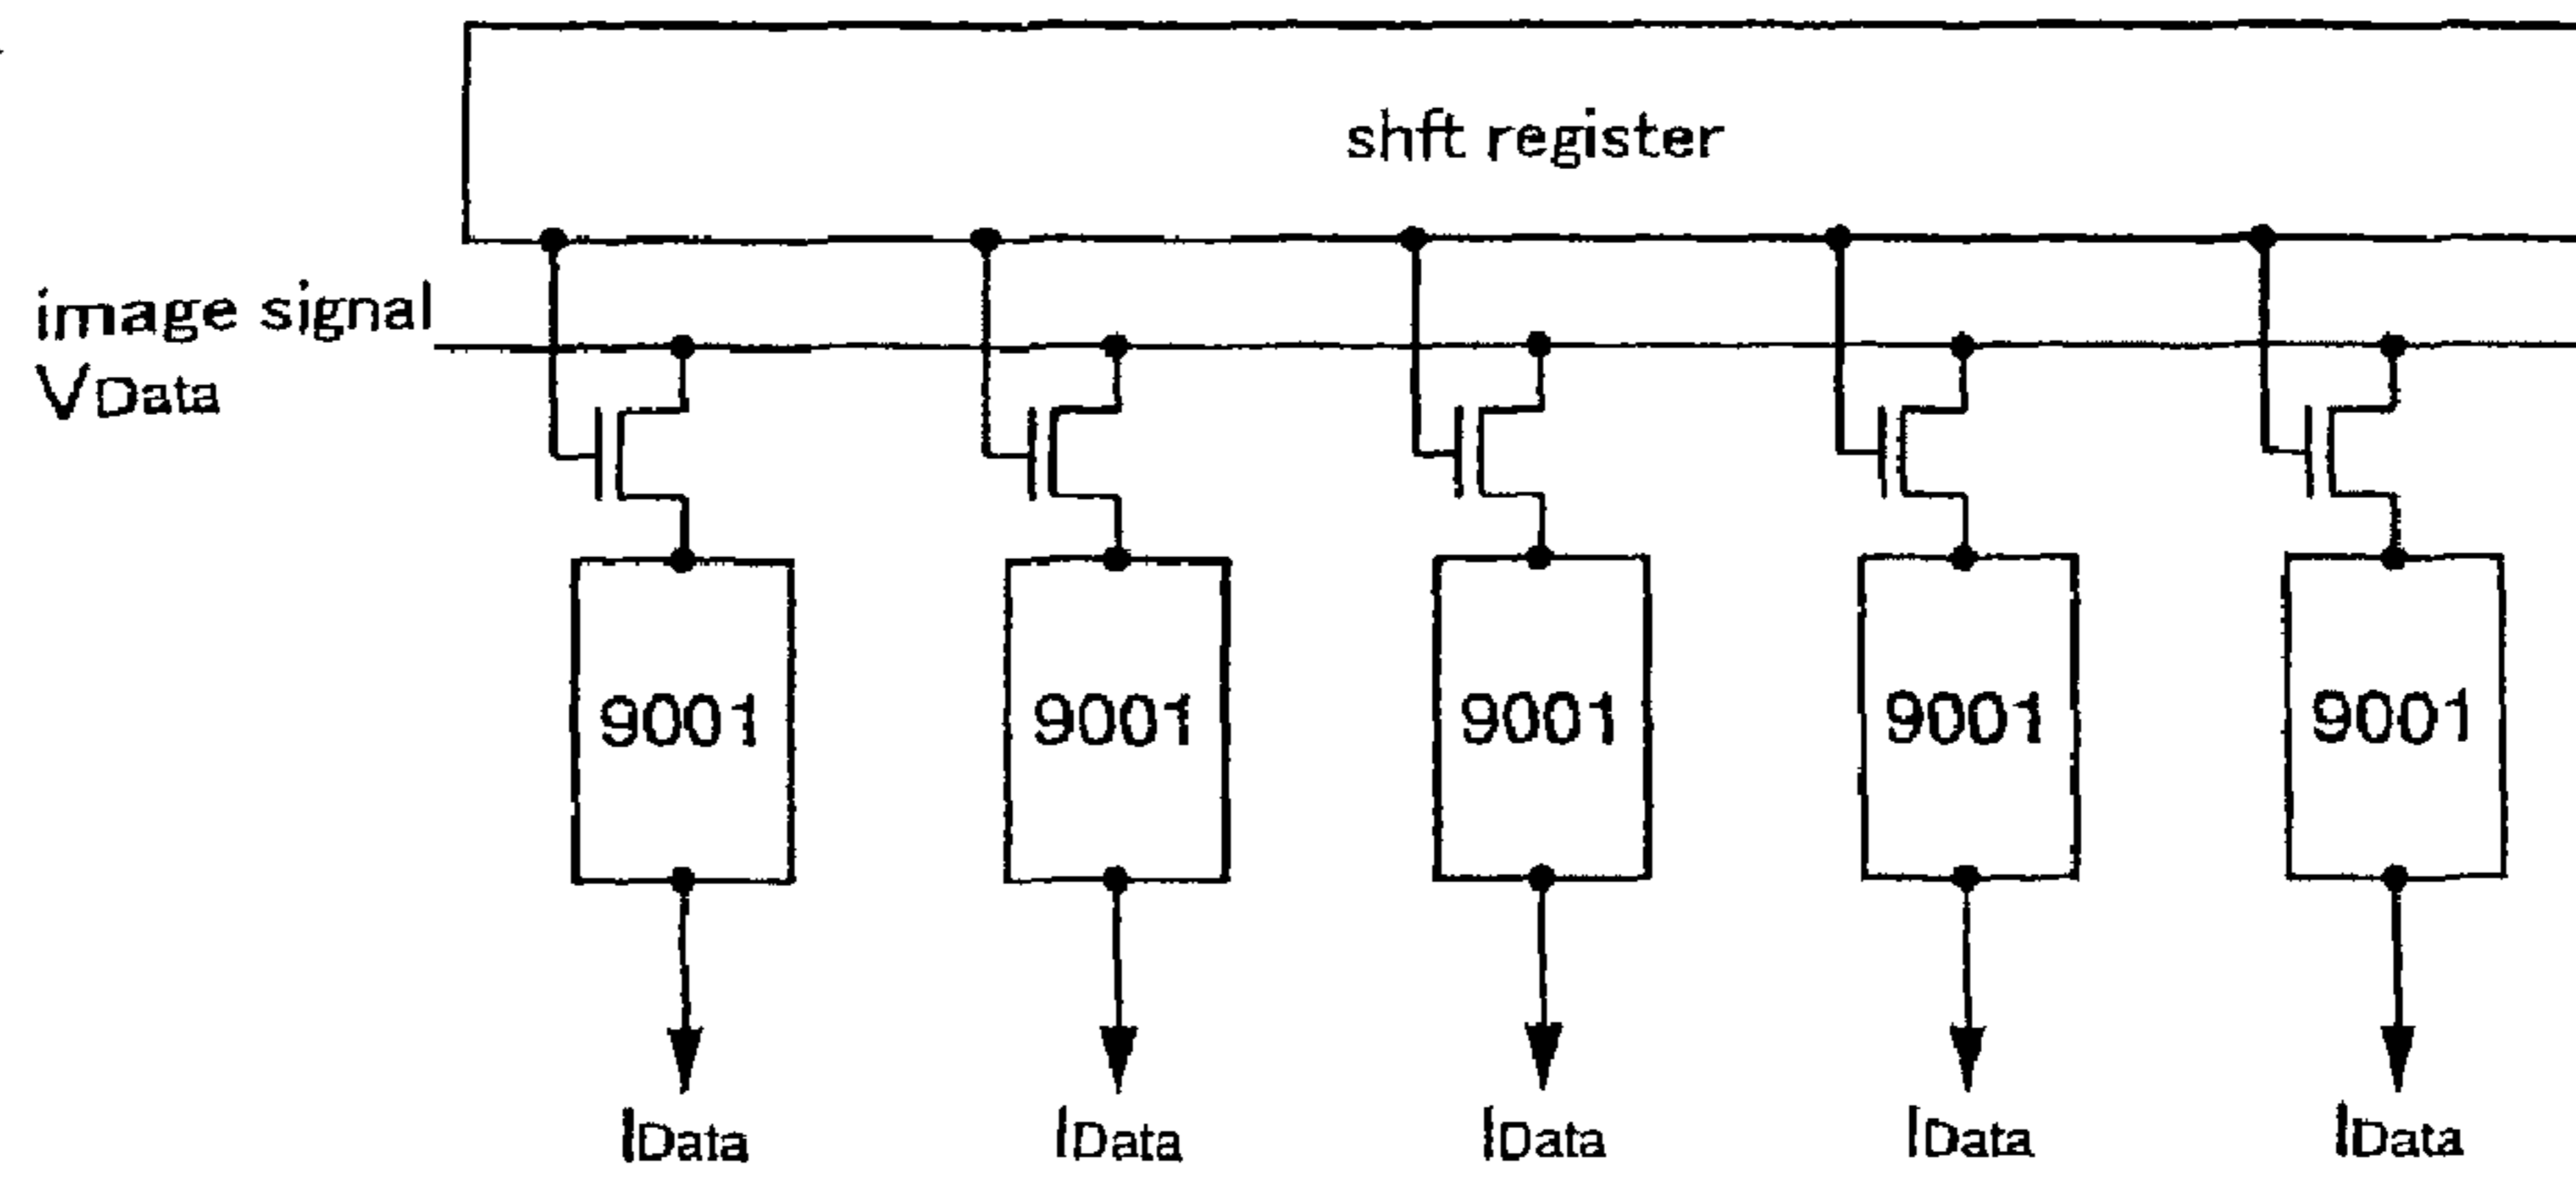 shft register
image signal
VData
9001 9001 9001 9001 9001
IData IData IData IData IData